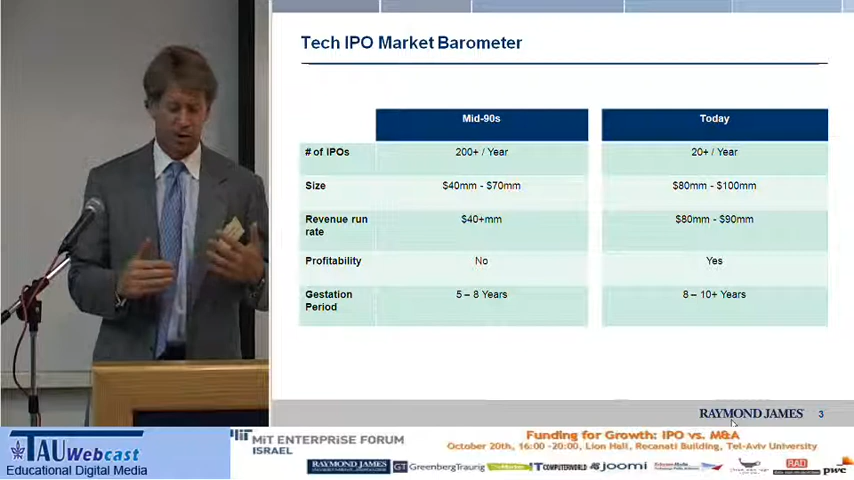 Tech IPO Market Barometer
Mid-90s Today
# of IPOs 200+ / Year 20+ / Year
Size $40mm - $70mm $80mm - $100mm
Revenue run rate $40+mm $80mm - $90mm
Profitability No Yes
Gestation Period 5 – 8 Years 8 – 10+ Years
RAYMOND JAMES 3
TAU Webcast
Educational Digital Media
MIT ENTERPRISE FORUM
ISRAEL
Funding for Growth: IPO vs. M&A
October 20th, 16:00 -20:00, Lion Hall, Recanati Building, Tel-Aviv University
RAYMOND JAMES
GT GreenbergTraurig
COMPUTERWORLD
joomi
RAD
pwc